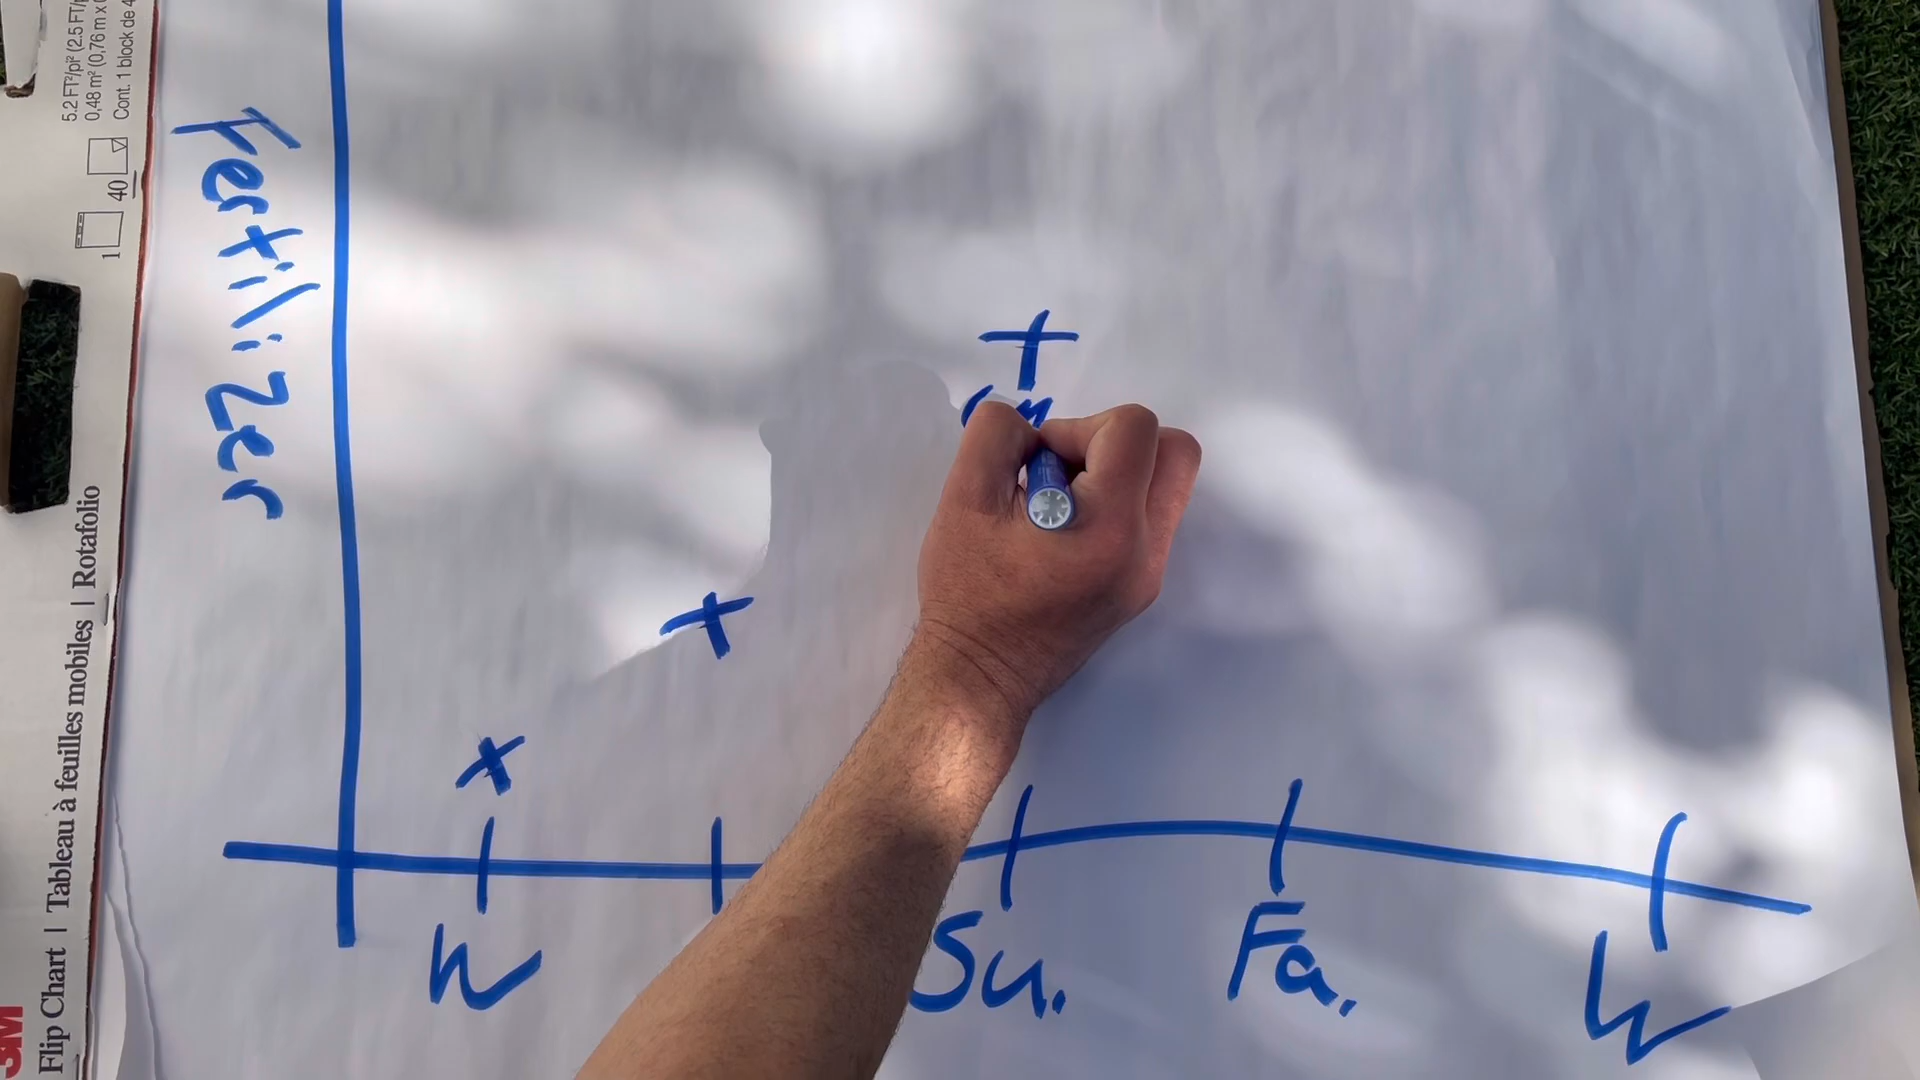 Fertilizer
W
Su.
Fa.
W
5.2 FT²/pi² (2.5 FT/p
0,48 m² (0,76 m x
Cont. 1 block de 4
1 40
Flip Chart | Tableau à feuilles mobiles | Rotafolio
3M